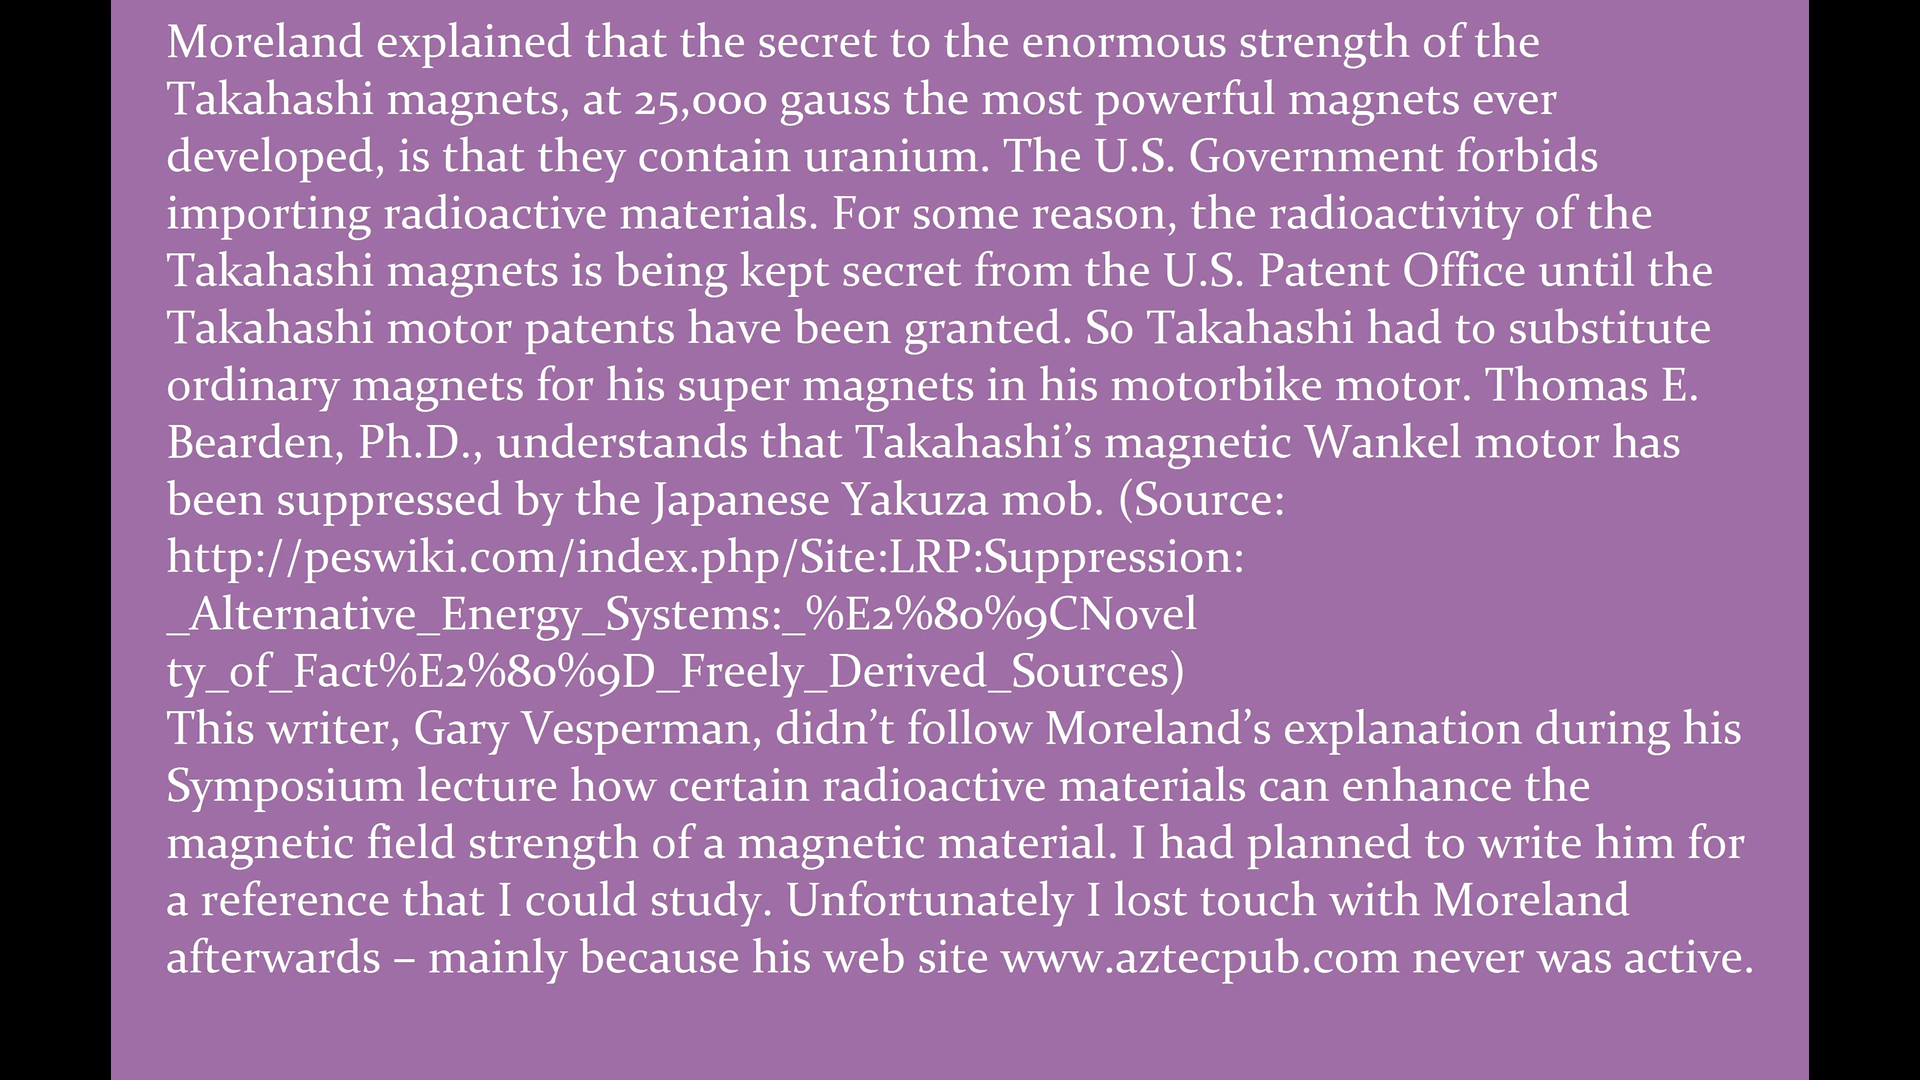 Moreland explained that the secret to the enormous strength of the
Takahashi magnets, at 25,000 gauss the most powerful magnets ever
developed, is that they contain uranium. The U.S. Government forbids
importing radioactive materials. For some reason, the radioactivity of the
Takahashi magnets is being kept secret from the U.S. Patent Office until the
Takahashi motor patents have been granted. So Takahashi had to substitute
ordinary magnets for his super magnets in his motorbike motor. Thomas E.
Bearden, Ph.D., understands that Takahashi’s magnetic Wankel motor has
been suppressed by the Japanese Yakuza mob. (Source:
http://peswiki.com/index.php/Site:LRP:Suppression:
_Alternative_Energy_Systems:_%E2%80%9CNovel
ty_of_Fact%E2%80%9D_Freely_Derived_Sources)
This writer, Gary Vesperman, didn’t follow Moreland’s explanation during his
Symposium lecture how certain radioactive materials can enhance the
magnetic field strength of a magnetic material. I had planned to write him for
a reference that I could study. Unfortunately I lost touch with Moreland
afterwards – mainly because his web site www.aztecpub.com never was active.